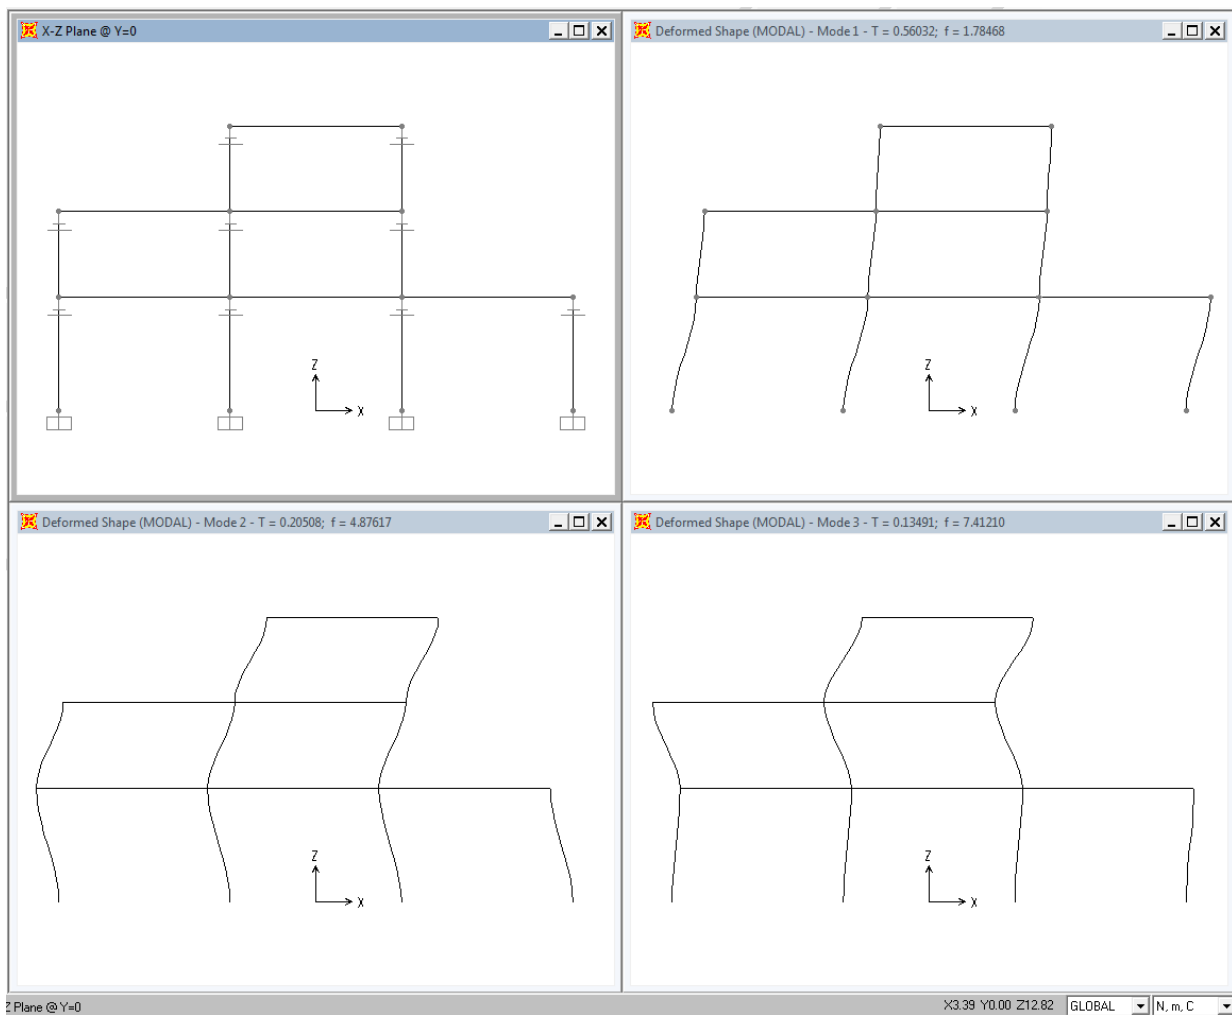 X-Z Plane @ Y=0
Deformed Shape (MODAL) - Mode 1 - T = 0.56032; f = 1.78468
Z
X
Z
X
Deformed Shape (MODAL) - Mode 2 - T = 0.20508; f = 4.87617
Deformed Shape (MODAL) - Mode 3 - T = 0.13491; f = 7.41210
Z
X
Z
X
Z Plane @ Y=0
X3.39 Y0.00 Z12.82
GLOBAL
N, m, C